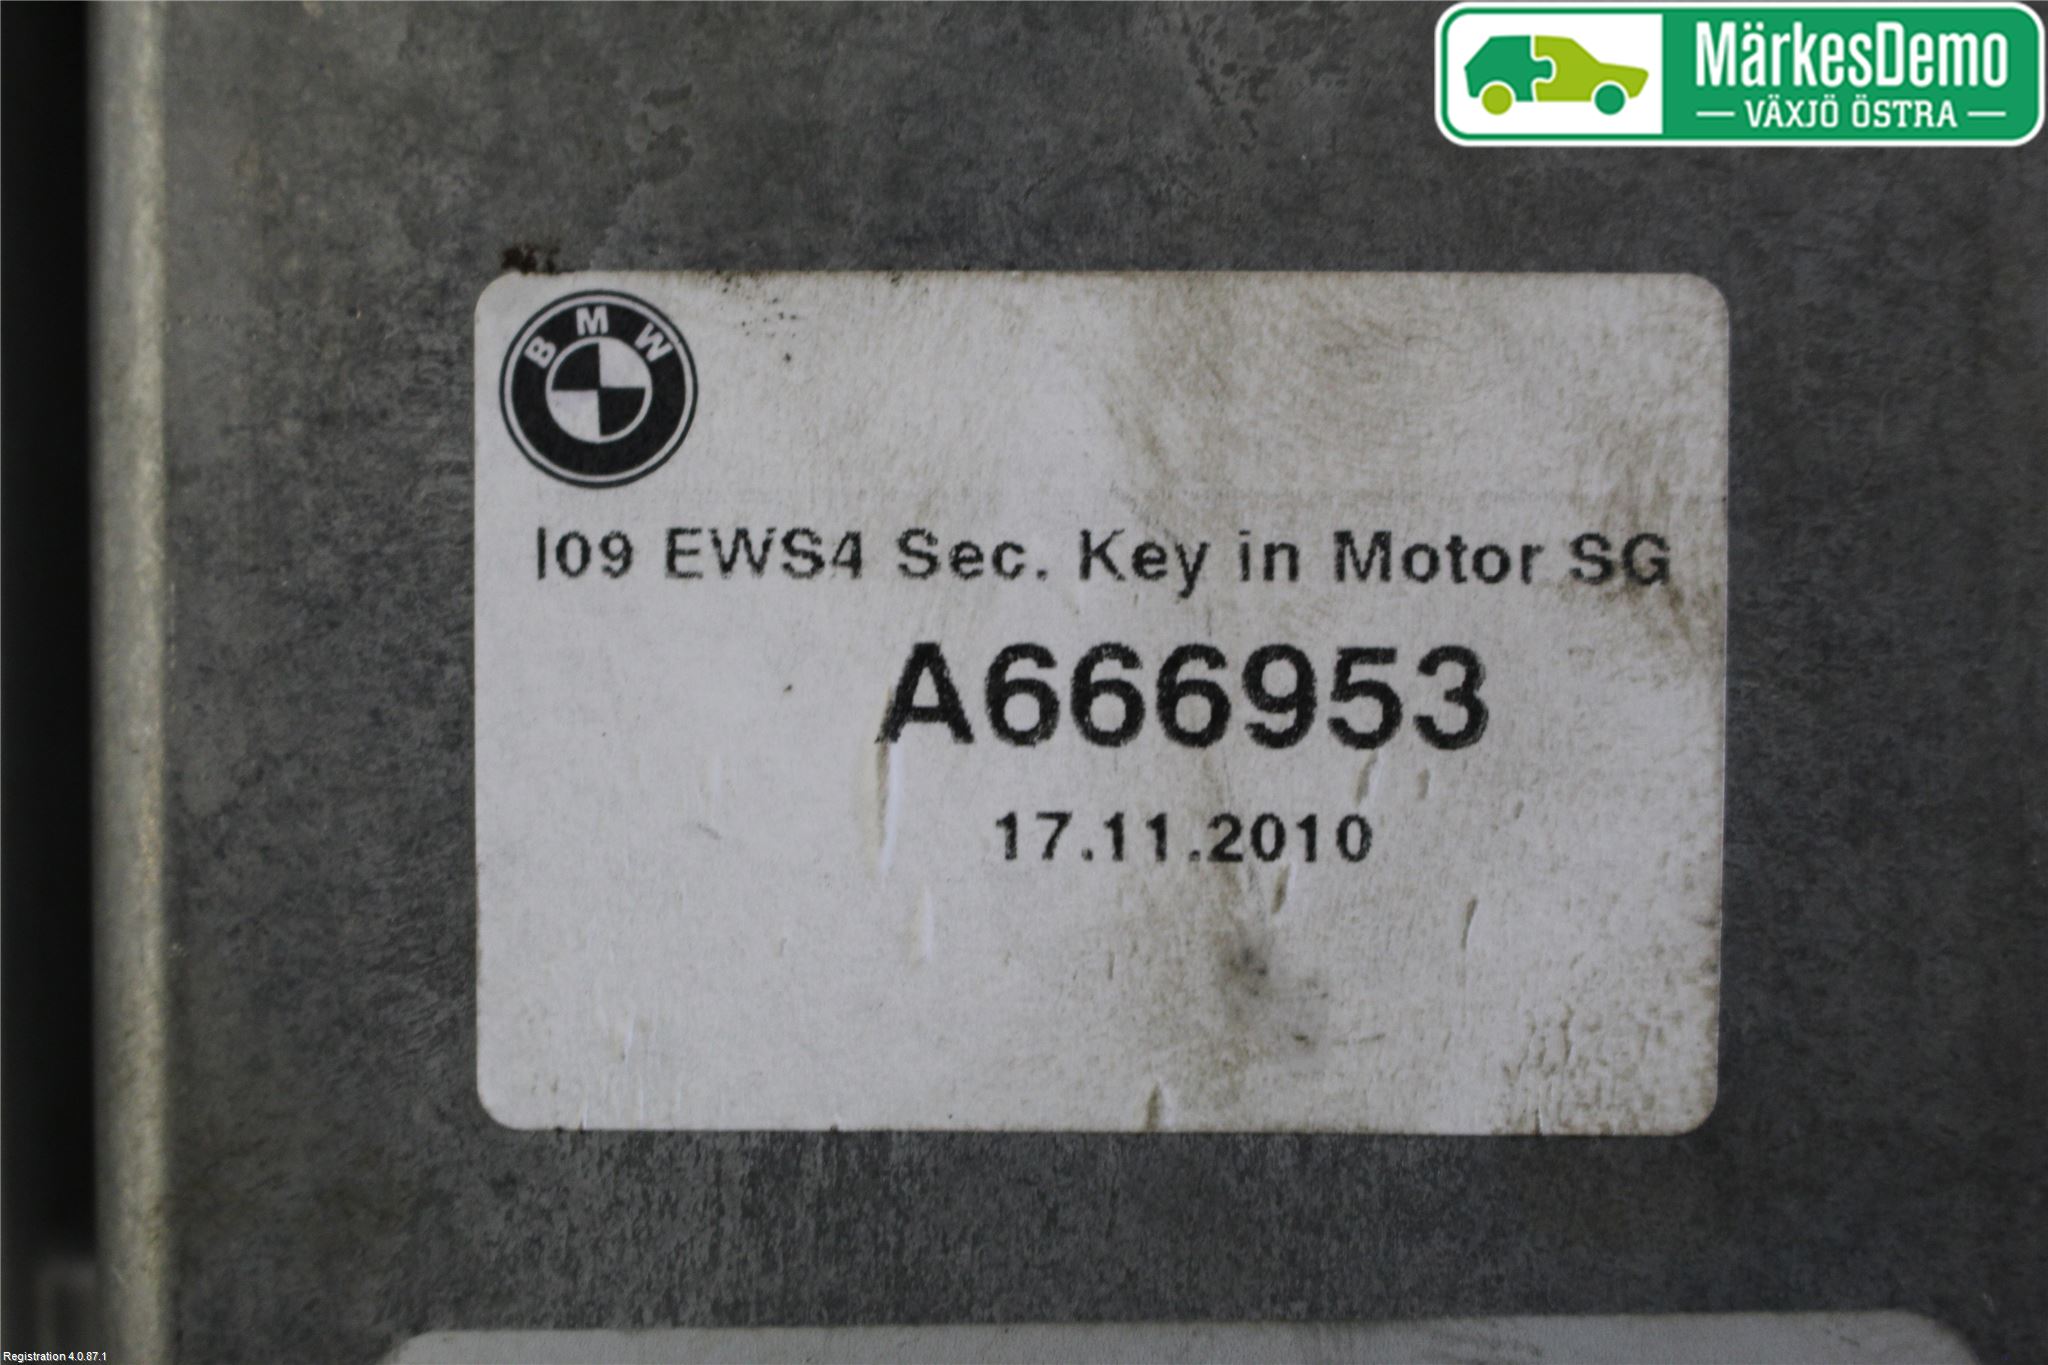 MärkesDemo
VÄXJÖ ÖSTRA
BMW
I09 EWS4 Sec. Key in Motor SG
A666953
17.11.2010
Registration 4.0.87.1